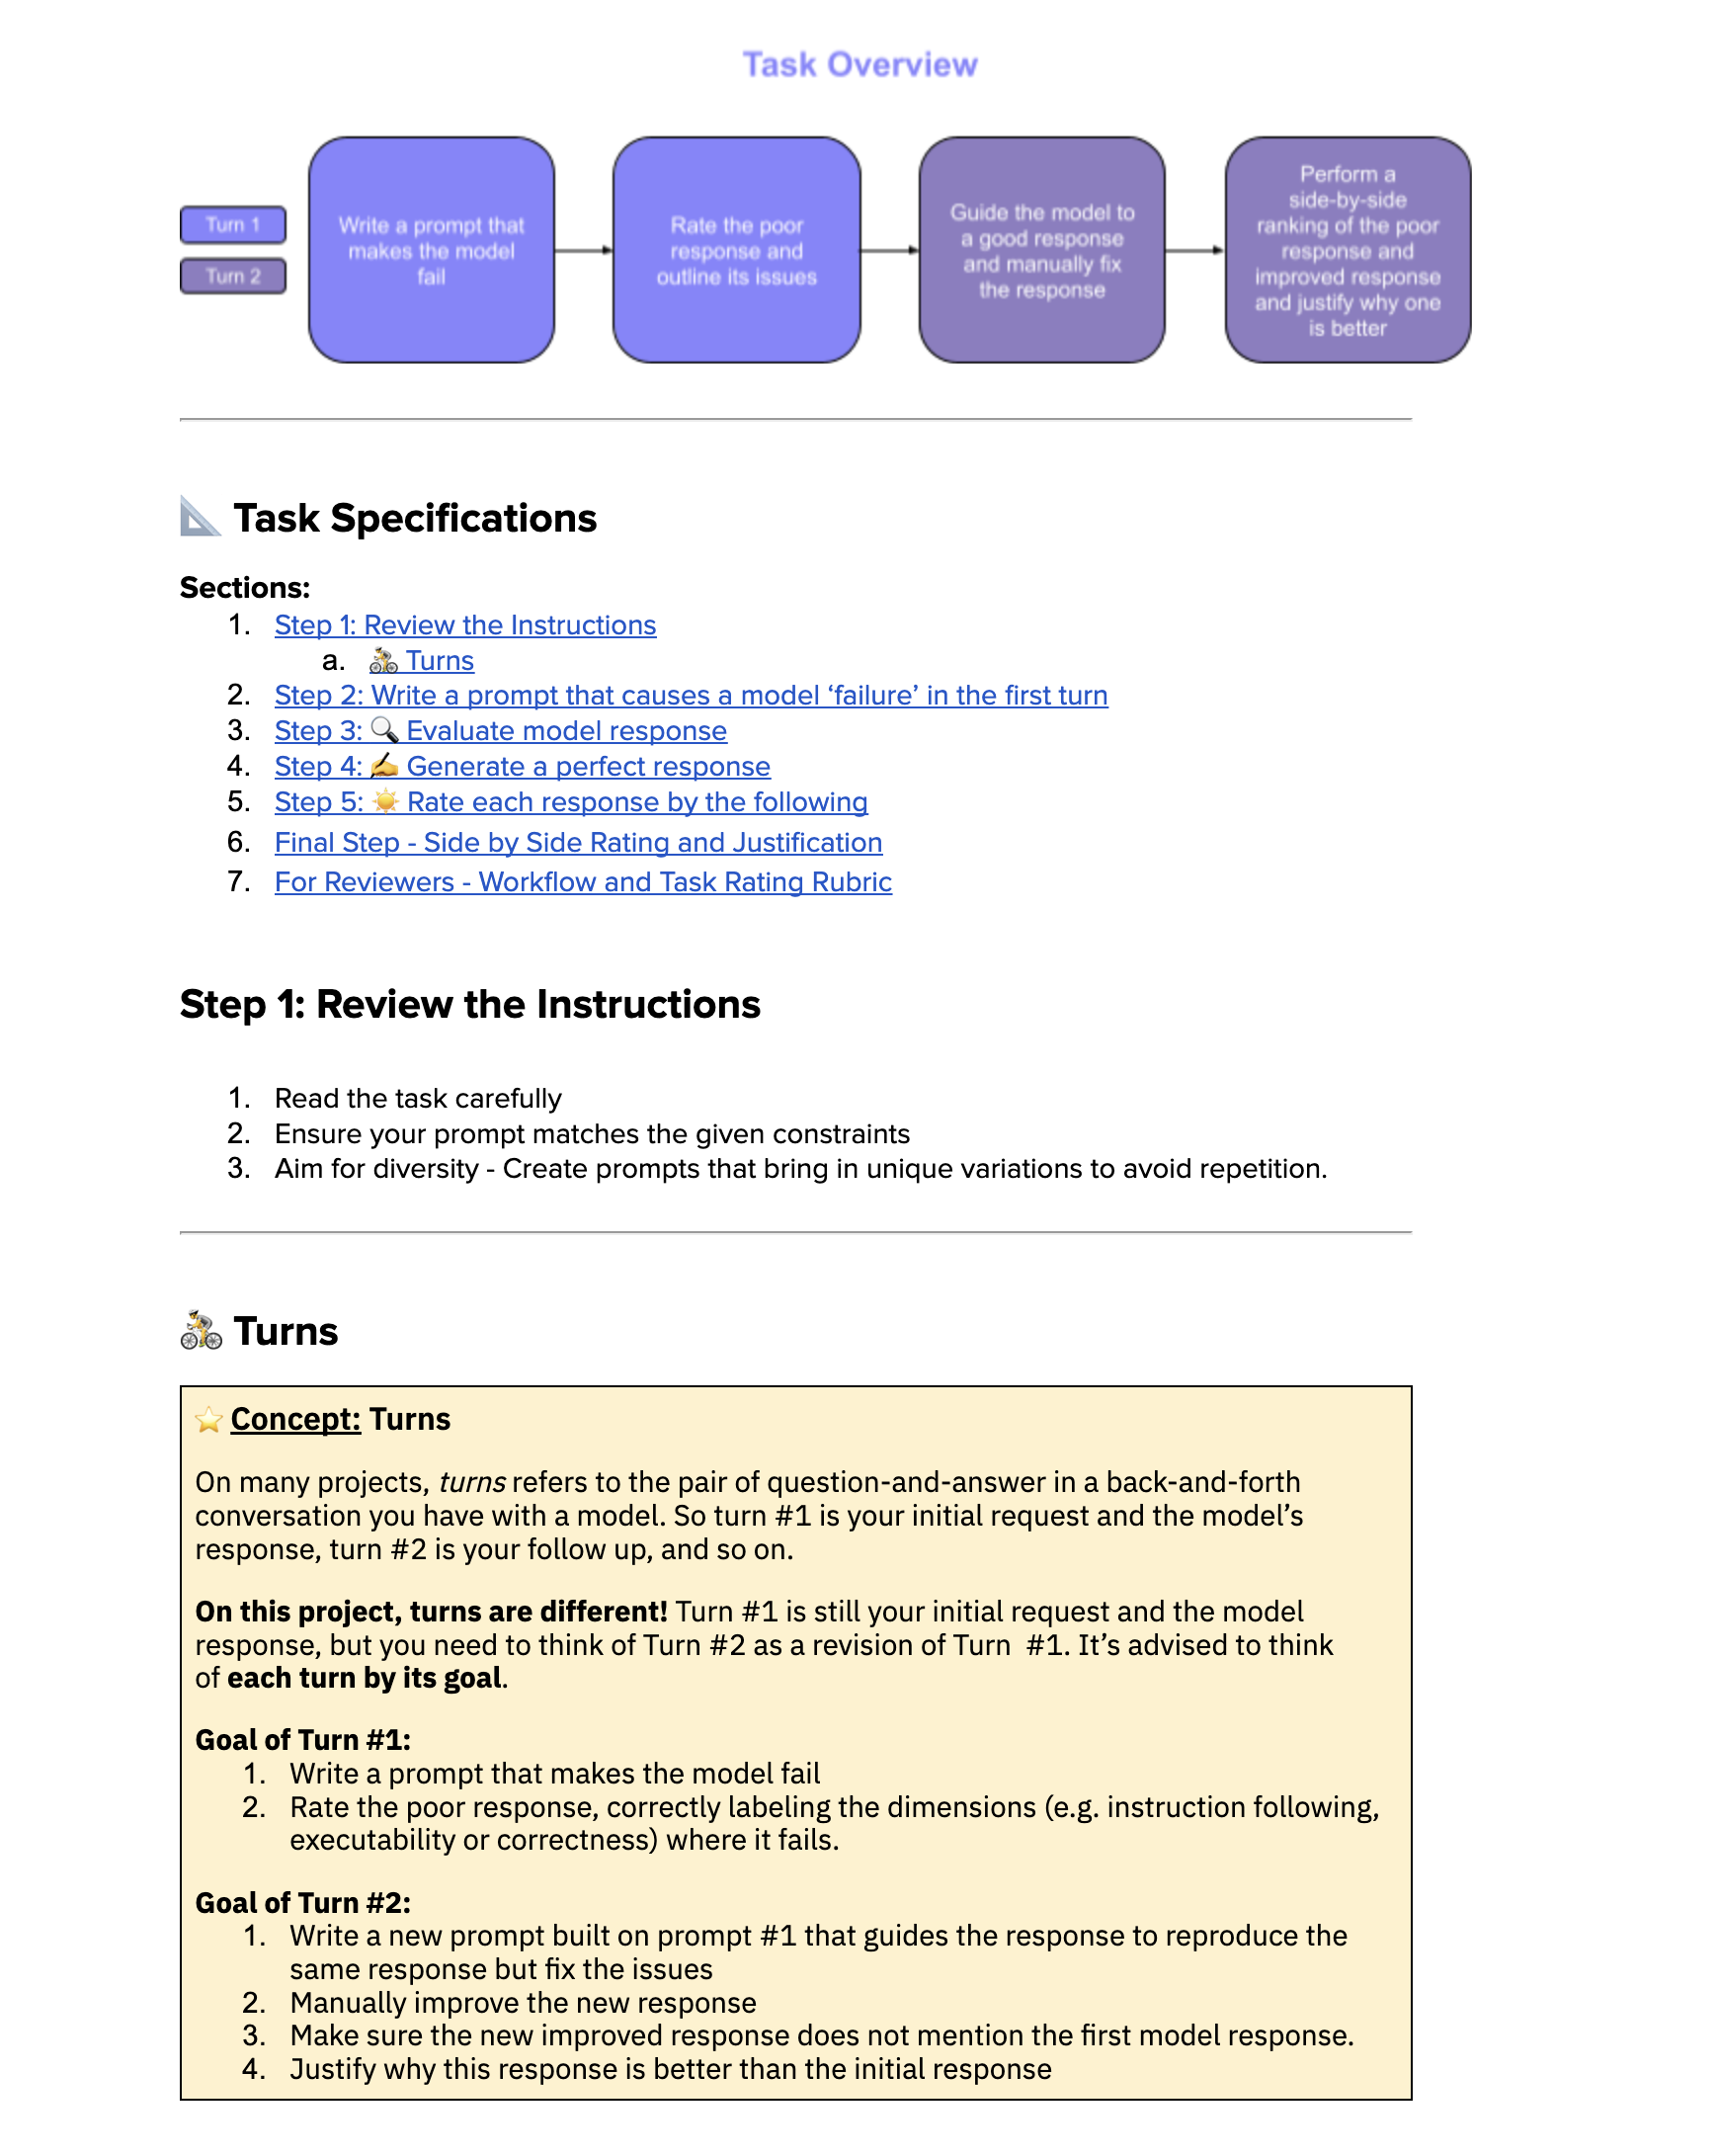 Task Overview
Turn 1
Turn 2
Write a prompt that
makes the model
fail
Rate the poor
response and
outline its issues
Guide the model to
a good response
and manually fix
the response
Perform a
side-by-side
ranking of the poor
response and
improved response
and justify why one
is better
📐 Task Specifications
Sections:
1. Step 1: Review the Instructions
a. 🚴 Turns
2. Step 2: Write a prompt that causes a model ‘failure’ in the first turn
3. Step 3: 🔍 Evaluate model response
4. Step 4: ✍️ Generate a perfect response
5. Step 5: ☀️ Rate each response by the following
6. Final Step - Side by Side Rating and Justification
7. For Reviewers - Workflow and Task Rating Rubric
Step 1: Review the Instructions
1. Read the task carefully
2. Ensure your prompt matches the given constraints
3. Aim for diversity - Create prompts that bring in unique variations to avoid repetition.
🚴 Turns
⭐ Concept: Turns
On many projects, turns refers to the pair of question-and-answer in a back-and-forth
conversation you have with a model. So turn #1 is your initial request and the model’s
response, turn #2 is your follow up, and so on.
On this project, turns are different! Turn #1 is still your initial request and the model
response, but you need to think of Turn #2 as a revision of Turn #1. It’s advised to think
of each turn by its goal.
Goal of Turn #1:
1. Write a prompt that makes the model fail
2. Rate the poor response, correctly labeling the dimensions (e.g. instruction following,
executability or correctness) where it fails.
Goal of Turn #2:
1. Write a new prompt built on prompt #1 that guides the response to reproduce the
same response but fix the issues
2. Manually improve the new response
3. Make sure the new improved response does not mention the first model response.
4. Justify why this response is better than the initial response